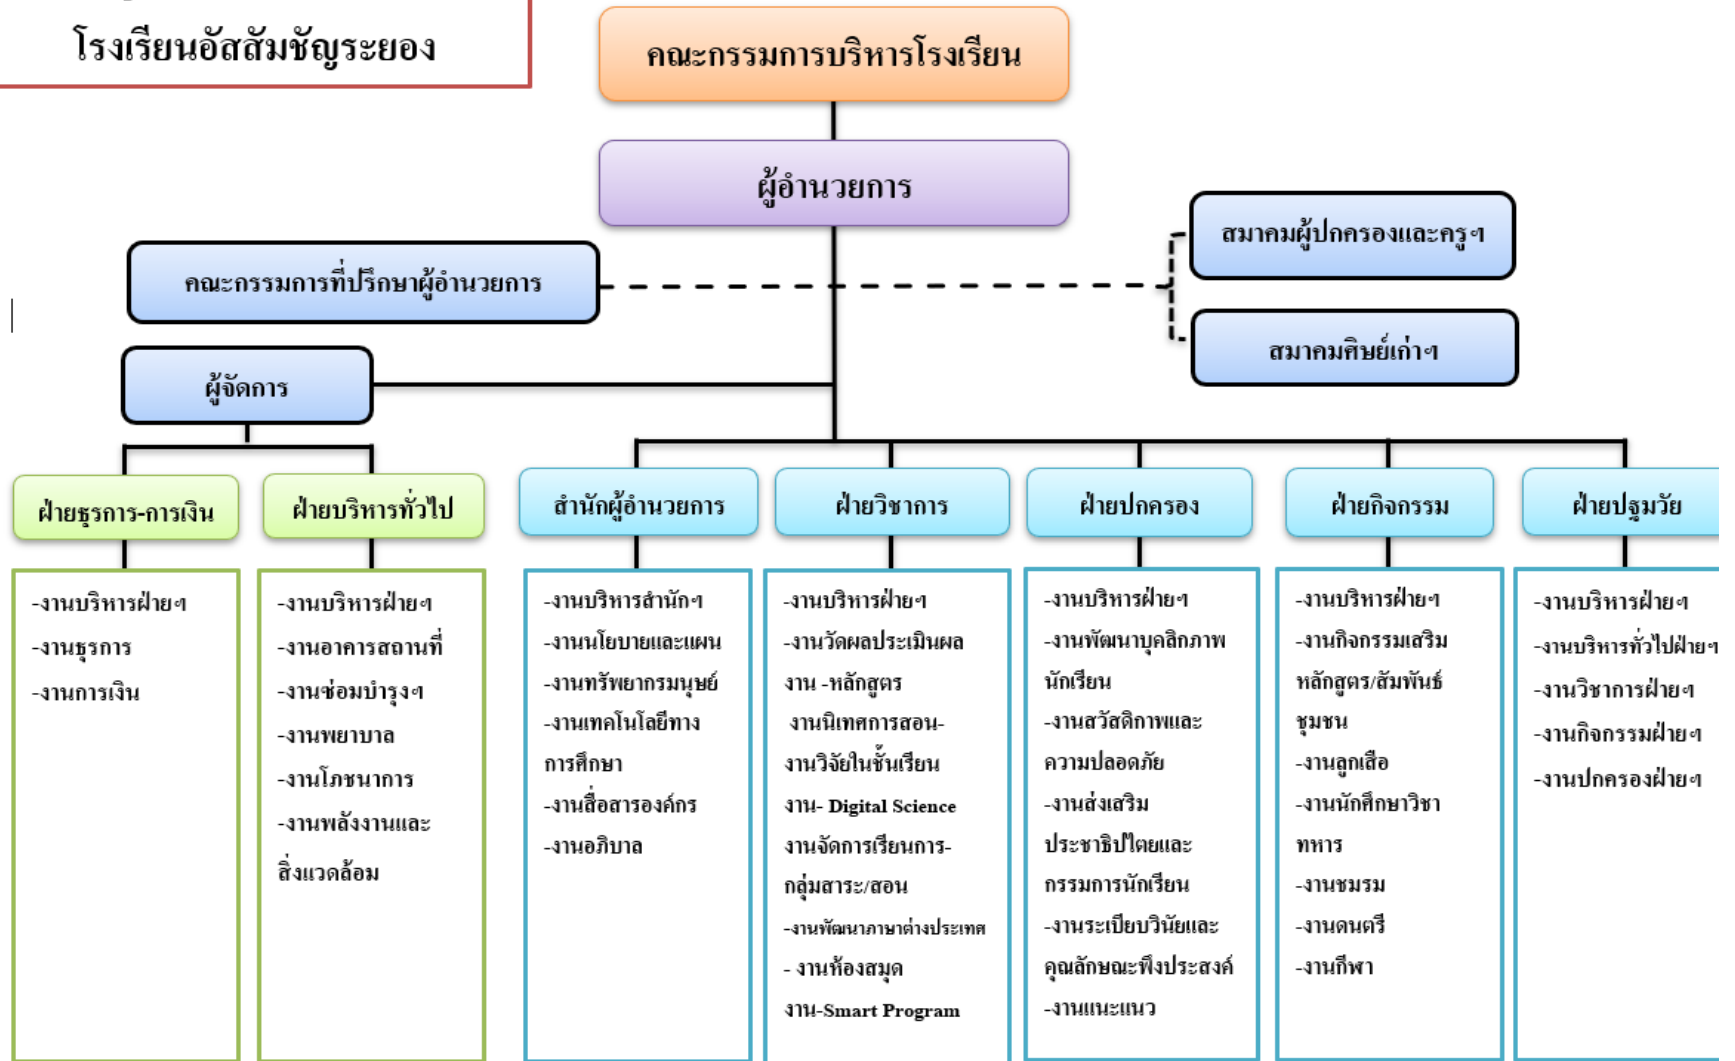 โรงเรียนอัสสัมชัญระยอง
คณะกรรมการบริหารโรงเรียน
ผู้อำนวยการ
สมาคมผู้ปกครองและครูฯ
คณะกรรมการที่ปรึกษาผู้อำนวยการ
สมาคมศิษย์เก่าฯ
ผู้จัดการ
ฝ่ายธุรการ-การเงิน
-งานบริหารฝ่ายฯ
-งานธุรการ
-งานการเงิน
ฝ่ายบริหารทั่วไป
-งานบริหารฝ่ายฯ
-งานอาคารสถานที่
-งานซ่อมบำรุงฯ
-งานพยาบาล
-งานโภชนาการ
-งานพลังงานและ
สิ่งแวดล้อม
สำนักผู้อำนวยการ
-งานบริหารสำนักฯ
-งานนโยบายและแผน
-งานทรัพยากรมนุษย์
-งานเทคโนโลยีทาง
การศึกษา
-งานสื่อสารองค์กร
-งานอภิบาล
ฝ่ายวิชาการ
-งานบริหารฝ่ายฯ
-งานวัดผลประเมินผล
งาน -หลักสูตร
งานนิเทศการสอน-
งานวิจัยในชั้นเรียน
งาน- Digital Science
งานจัดการเรียนการ-
กลุ่มสาระ/สอน
-งานพัฒนาภาษาต่างประเทศ
- งานห้องสมุด
งาน-Smart Program
ฝ่ายปกครอง
-งานบริหารฝ่ายฯ
-งานพัฒนาบุคลิกภาพ
นักเรียน
-งานสวัสดิภาพและ
ความปลอดภัย
-งานส่งเสริม
ประชาธิปไตยและ
กรรมการนักเรียน
-งานระเบียบวินัยและ
คุณลักษณะพึงประสงค์
-งานแนะแนว
ฝ่ายกิจกรรม
-งานบริหารฝ่ายฯ
-งานกิจกรรมเสริม
หลักสูตร/สัมพันธ์
ชุมชน
-งานลูกเสือ
-งานนักศึกษาวิชา
ทหาร
-งานชมรม
-งานดนตรี
-งานกีฬา
ฝ่ายปฐมวัย
-งานบริหารฝ่ายฯ
-งานบริหารทั่วไปฝ่ายฯ
-งานวิชาการฝ่ายฯ
-งานกิจกรรมฝ่ายฯ
-งานปกครองฝ่ายฯ